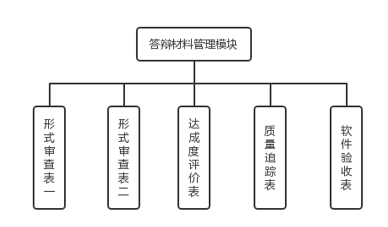 答辩材料管理模块
形式审查表一
形式审查表二
达成度评价表
质量追踪表
软件验收表